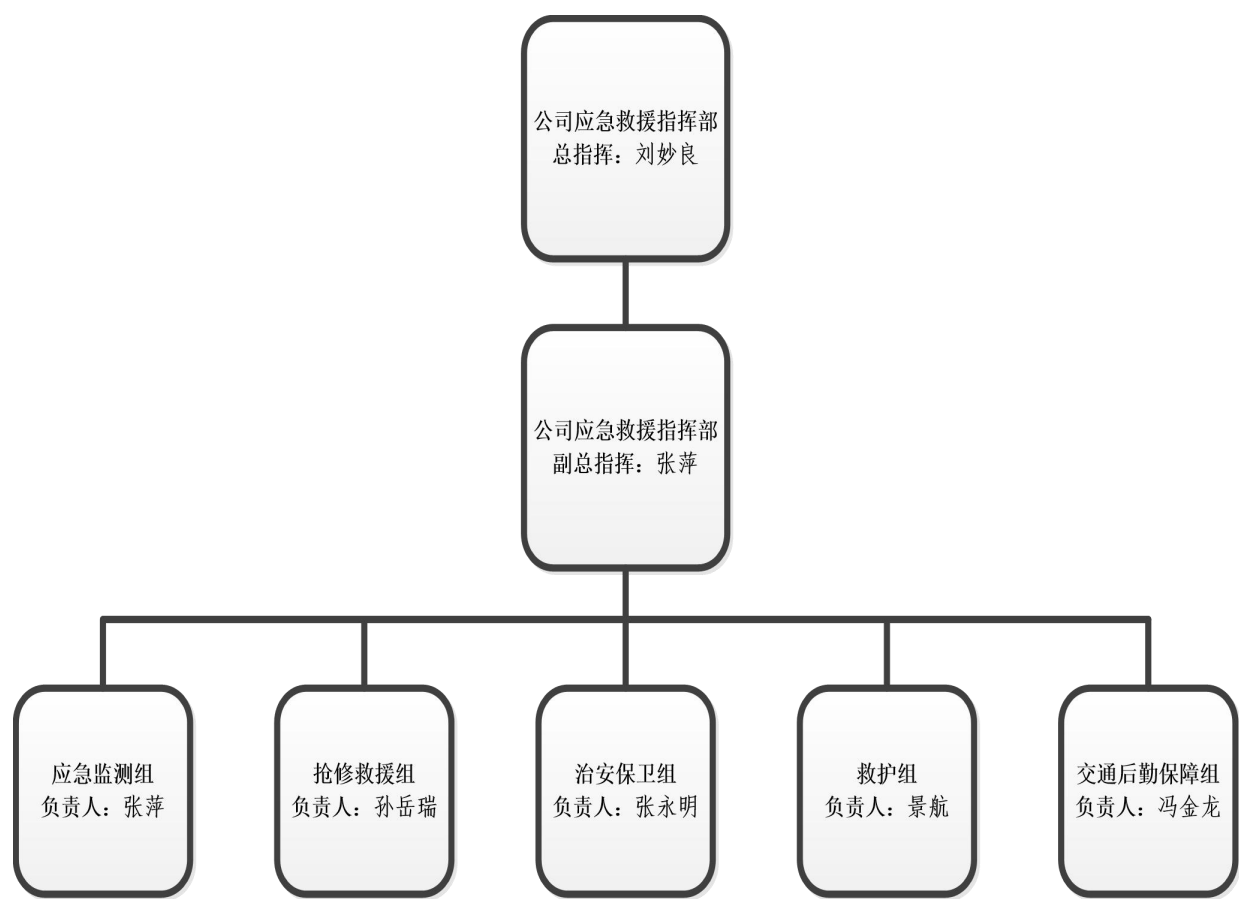 公司应急救援指挥部
总指挥：刘妙良
公司应急救援指挥部
副总指挥：张萍
应急监测组
负责人：张萍
抢修救援组
负责人：孙岳瑞
治安保卫组
负责人：张永明
救护组
负责人：景航
交通后勤保障组
负责人：冯金龙